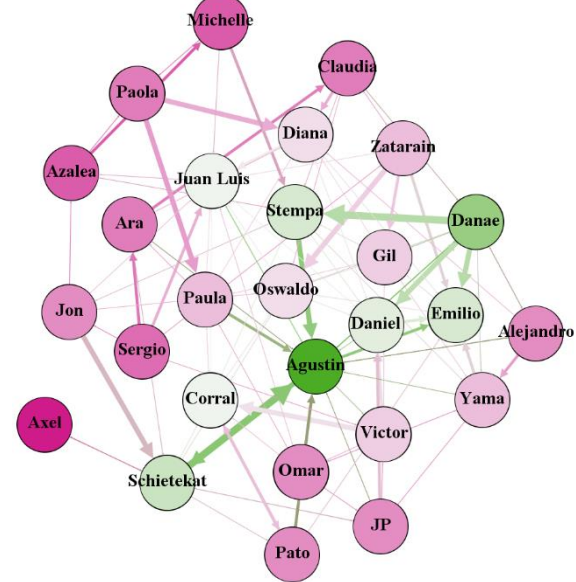 Michelle
Claudia
Paola
Diana
Zatarain
Azalea
Juan Luis
Stempa
Danae
Ara
Gil
Oswaldo
Paula
Jon
Daniel
Emilio
Alejandro
Sergio
Agustin
Corral
Yama
Axel
Victor
Omar
Schietekat
JP
Pato